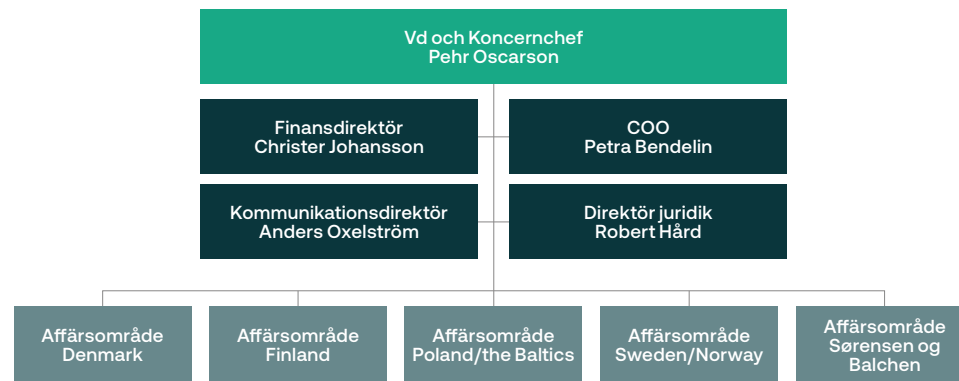 Vd och Koncernchef
Pehr Oscarson
Finansdirektör
Christer Johansson
COO
Petra Bendelin
Kommunikationsdirektör
Anders Oxelström
Direktör juridik
Robert Hård
Affärsområde
Denmark
Affärsområde
Finland
Affärsområde
Poland/the Baltics
Affärsområde
Sweden/Norway
Affärsområde
Sørensen og
Balchen